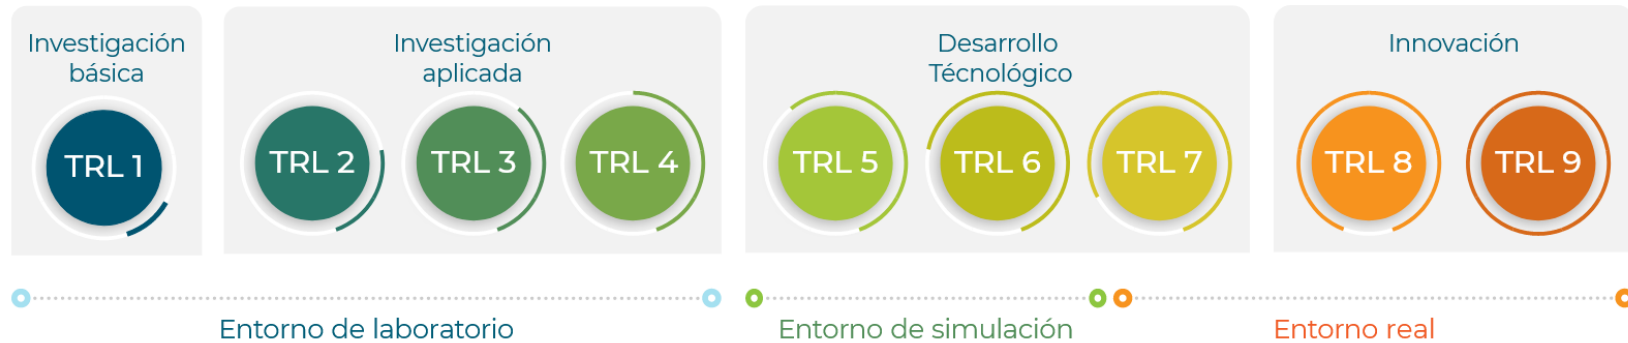 Investigación
básica
TRL 1
Investigación
aplicada
TRL 2
TRL 3
TRL 4
Desarrollo
Técnológico
TRL 5
TRL 6
TRL 7
Innovación
TRL 8
TRL 9
Entorno de laboratorio
Entorno de simulación
Entorno real